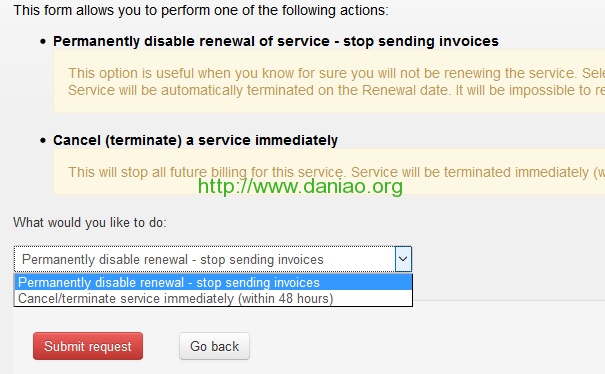 This form allows you to perform one of the following actions:
Permanently disable renewal of service - stop sending invoices
This option is useful when you know for sure you will not be renewing the service.
Service will be automatically terminated on the Renewal date. It will be impossible to
Cancel (terminate) a service immediately
This will stop all future billing for this service. Service will be terminated immediately
http://www.daniao.org
What would you like to do:
Permanently disable renewal - stop sending invoices
Permanently disable renewal - stop sending invoices
Cancel/terminate service immediately (within 48 hours)
Submit request
Go back